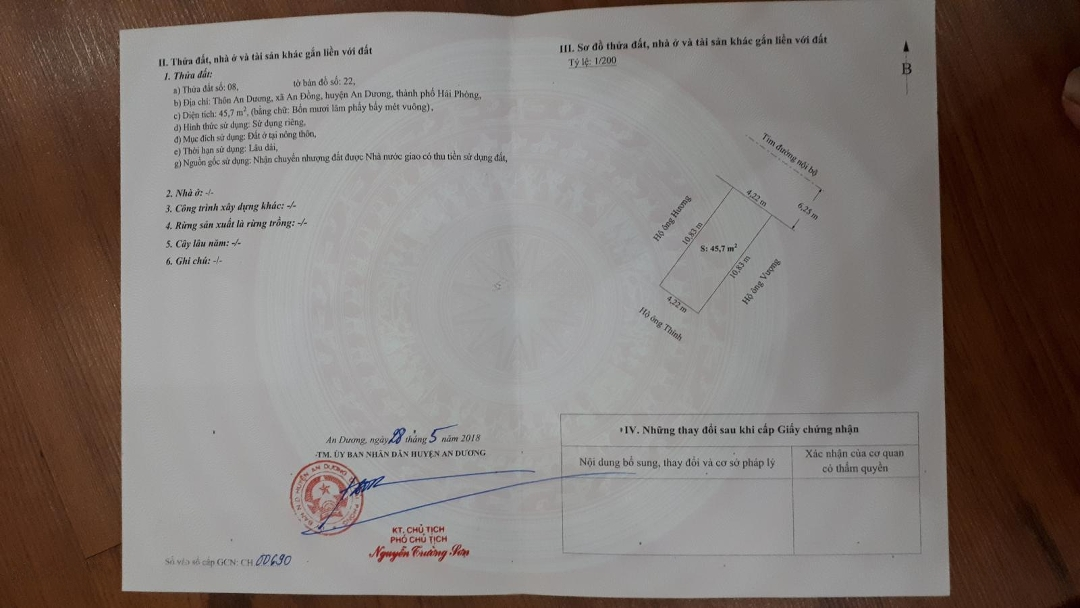 II. Thửa đất, nhà ở và tài sản khác gắn liền với đất
1. Thửa đất:
a) Thửa đất số: 08, tờ bản đồ số: 22,
b) Địa chỉ: Thôn An Dương, xã An Đồng, huyện An Dương, thành phố Hải Phòng,
c) Diện tích: 45,7 m², (bằng chữ: Bốn mươi lăm phẩy bẩy mét vuông),
d) Hình thức sử dụng: Sử dụng riêng,
đ) Mục đích sử dụng: Đất ở tại nông thôn,
e) Thời hạn sử dụng: Lâu dài,
g) Nguồn gốc sử dụng: Nhận chuyển nhượng đất được Nhà nước giao có thu tiền sử dụng đất,
2. Nhà ở: -/-
3. Công trình xây dựng khác: -/-
4. Rừng sản xuất là rừng trồng: -/-
5. Cây lâu năm: -/-
6. Ghi chú: -/-
An Dương, ngày 28 tháng 5 năm 2018
-TM. ỦY BAN NHÂN DÂN HUYỆN AN DƯƠNG
KT. CHỦ TỊCH
PHÓ CHỦ TỊCH
Nguyễn Trường Sơn
Số vào sổ cấp GCN: CH 00690
III. Sơ đồ thửa đất, nhà ở và tài sản khác gắn liền với đất
Tỷ lệ: 1/200
B
Tim đường nội bộ
4,22 m
6,25 m
Hộ ông Hương
10,83 m
S: 45,7 m²
10,83 m
Hộ ông Vượng
4,22 m
Hộ ông Thính
IV. Những thay đổi sau khi cấp Giấy chứng nhận
Nội dung bổ sung, thay đổi và cơ sở pháp lý
Xác nhận của cơ quan
có thẩm quyền